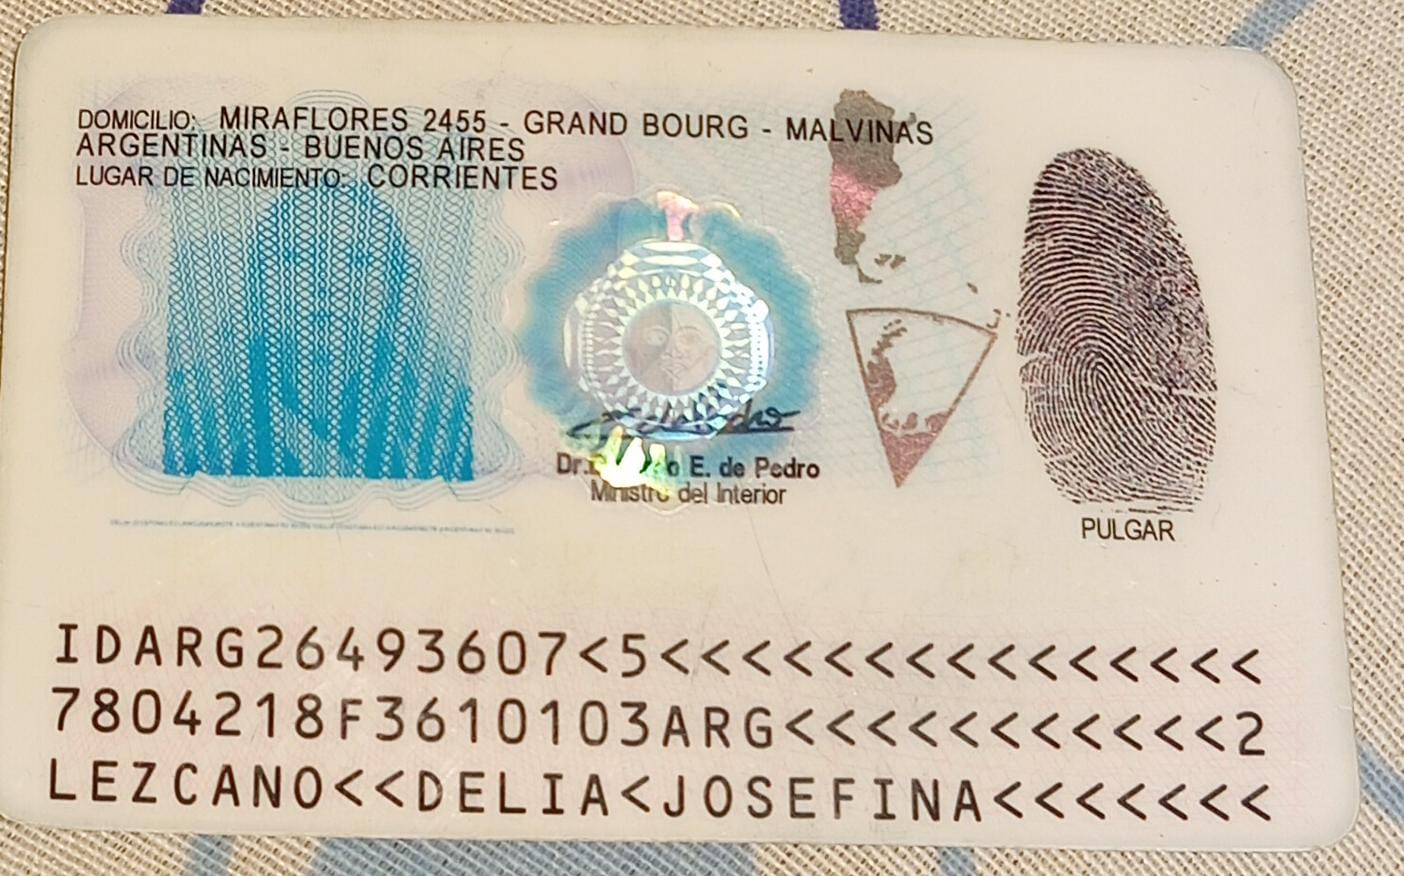 DOMICILIO: MIRAFLORES 2455 - GRAND BOURG - MALVINAS
ARGENTINAS - BUENOS AIRES
LUGAR DE NACIMIENTO: CORRIENTES
Dr. E. de Pedro
Ministro del Interior
PULGAR
IDARG26493607<5<<<<<<<<<<<<<<<
7804218F3610103ARG<<<<<<<<<<<2
LEZCANO<<DELIA<JOSEFINA<<<<<<<